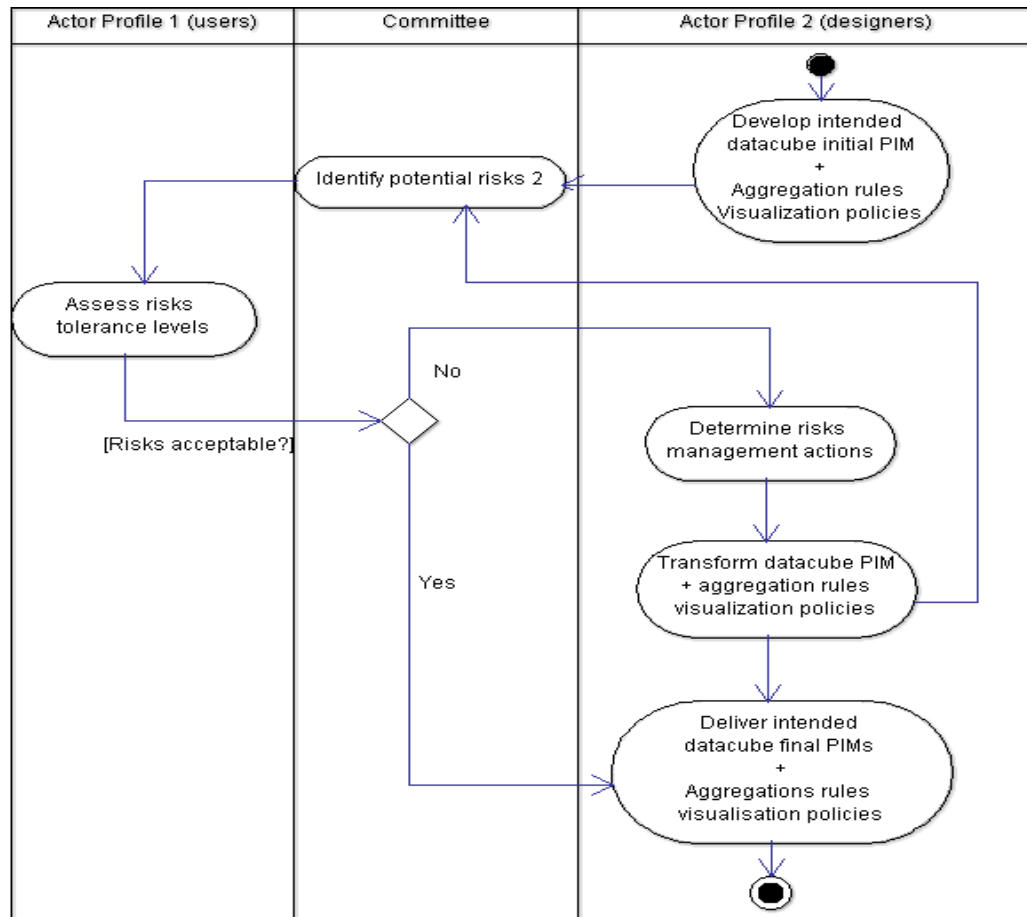 Actor Profile 1 (users)
Committee
Actor Profile 2 (designers)
Develop intended
datacube initial PIM
+
Aggregation rules
Visualization policies
Identify potential risks 2
Assess risks
tolerance levels
No
[Risks acceptable?]
Determine risks
management actions
Transform datacube PIM
+ aggregation rules
visualization policies
Yes
Deliver intended
datacube final PIMs
+
Aggregations rules
visualisation policies